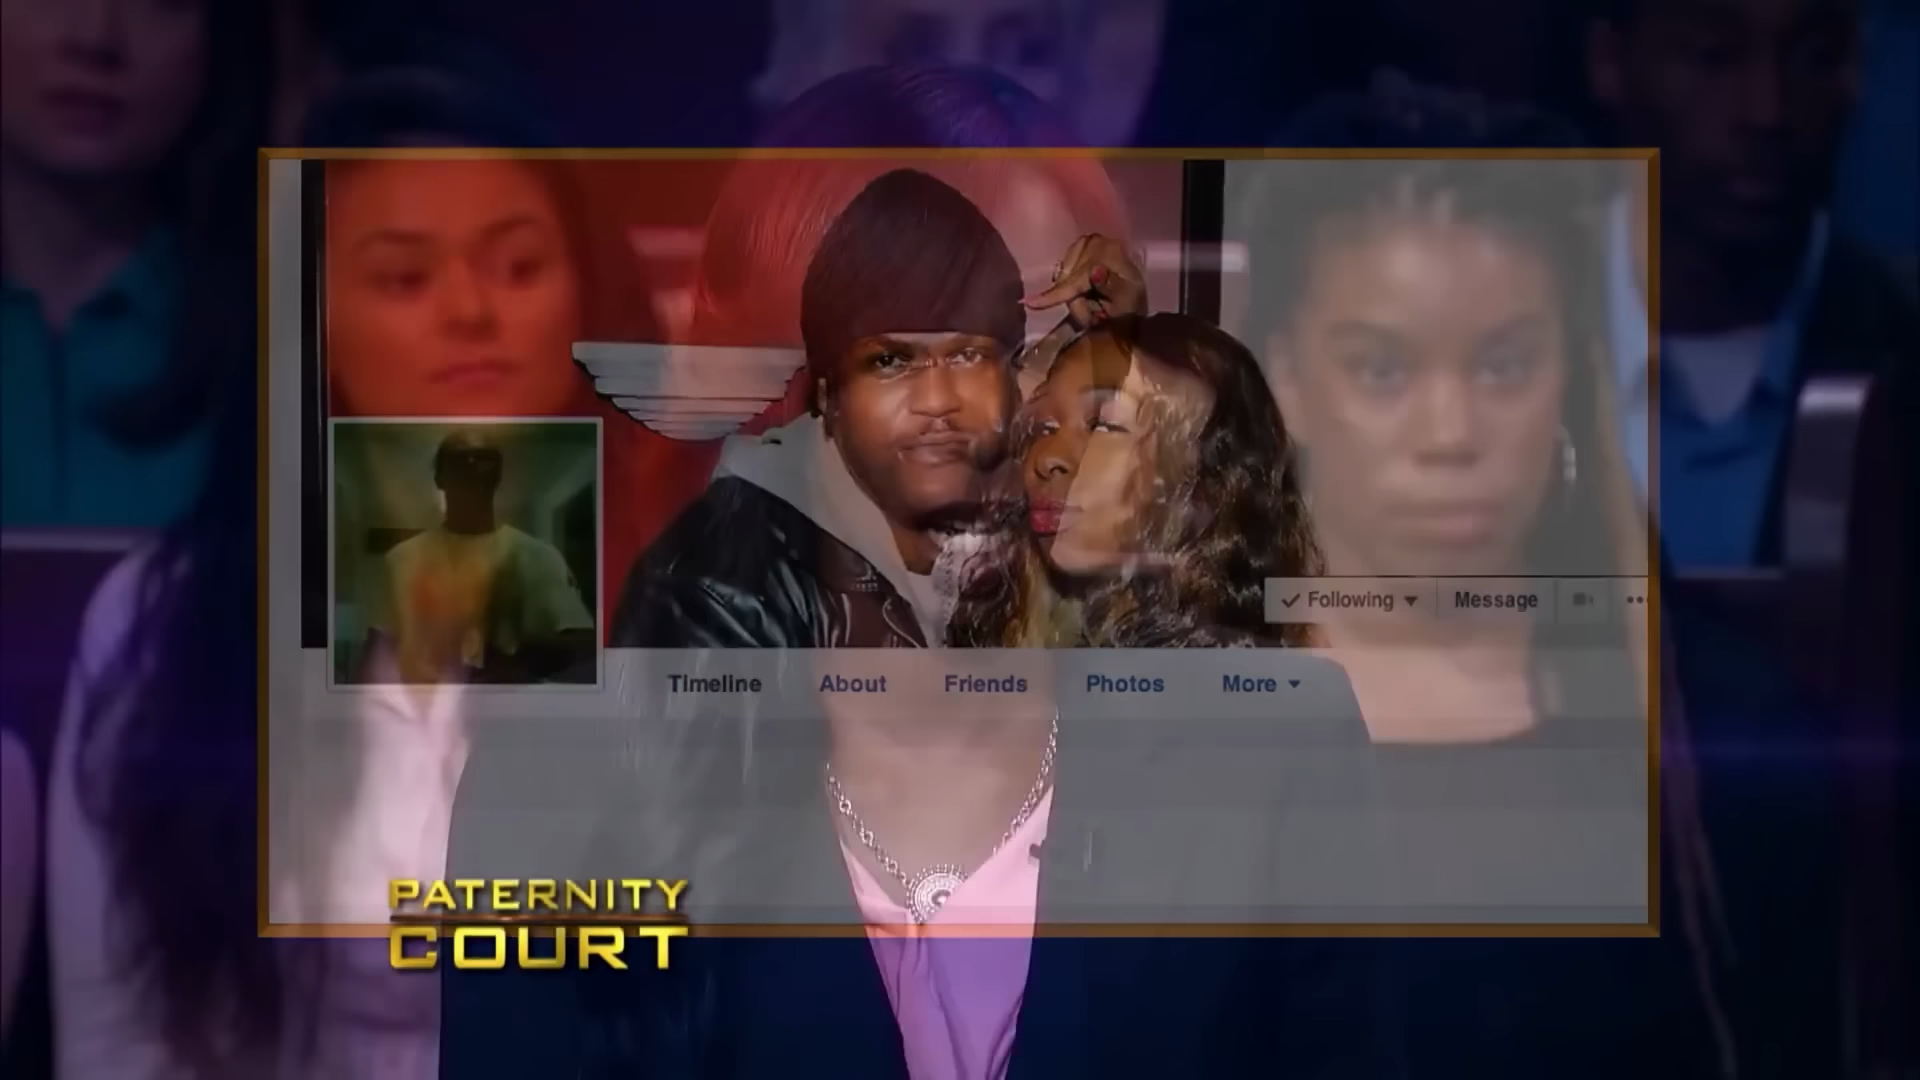 Following
Message
Timeline
About
Friends
Photos
More
PATERNITY
COURT